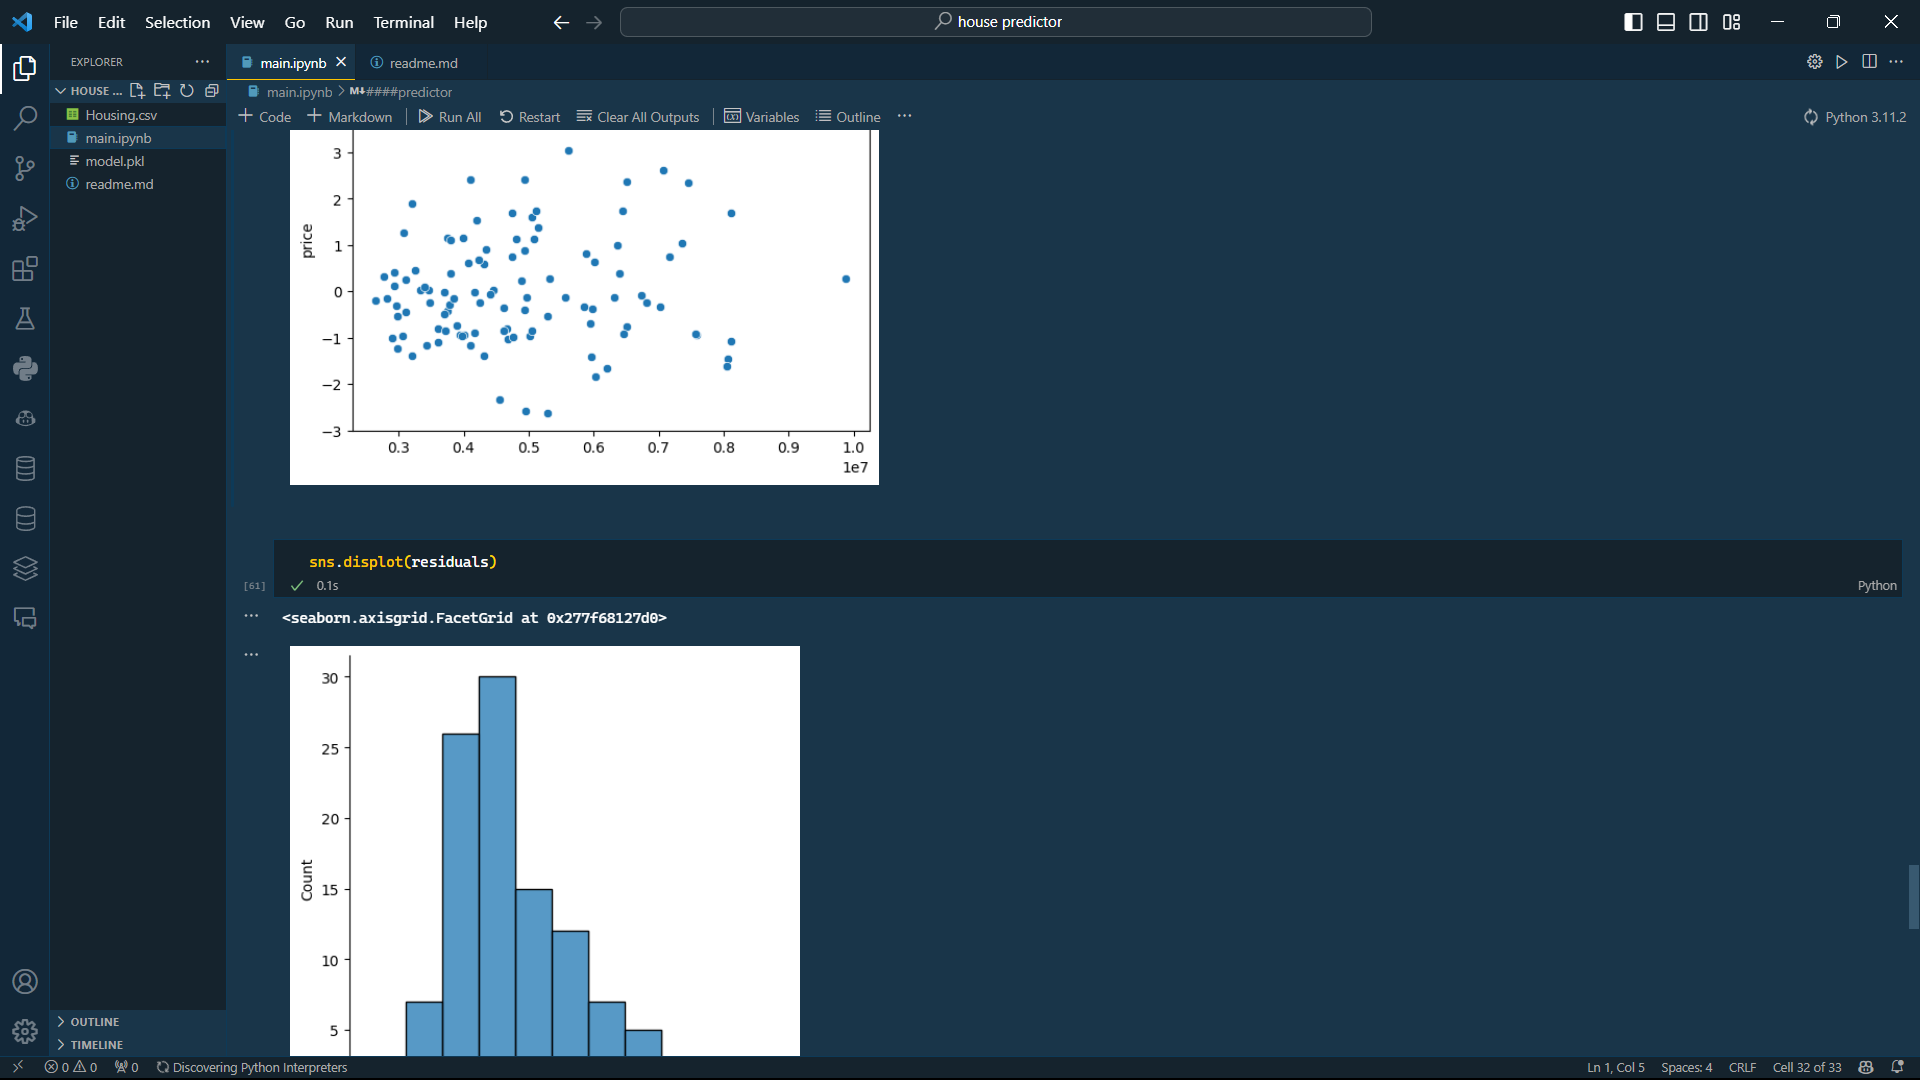 File Edit Selection View Go Run Terminal Help
house predictor
EXPLORER
main.ipynb
readme.md
HOUSE ...
main.ipynb > M↓####predictor
Housing.csv
main.ipynb
model.pkl
readme.md
+ Code + Markdown | Run All Restart Clear All Outputs | Variables Outline ...
Python 3.11.2
price
3
2
1
0
−1
−2
−3
0.3 0.4 0.5 0.6 0.7 0.8 0.9 1.0
1e7
sns.displot(residuals)
[61]
0.1s
Python
<seaborn.axisgrid.FacetGrid at 0x277f68127d0>
Count
30
25
20
15
10
5
OUTLINE
TIMELINE
0 0 0 Discovering Python Interpreters
Ln 1, Col 5 Spaces: 4 CRLF Cell 32 of 33